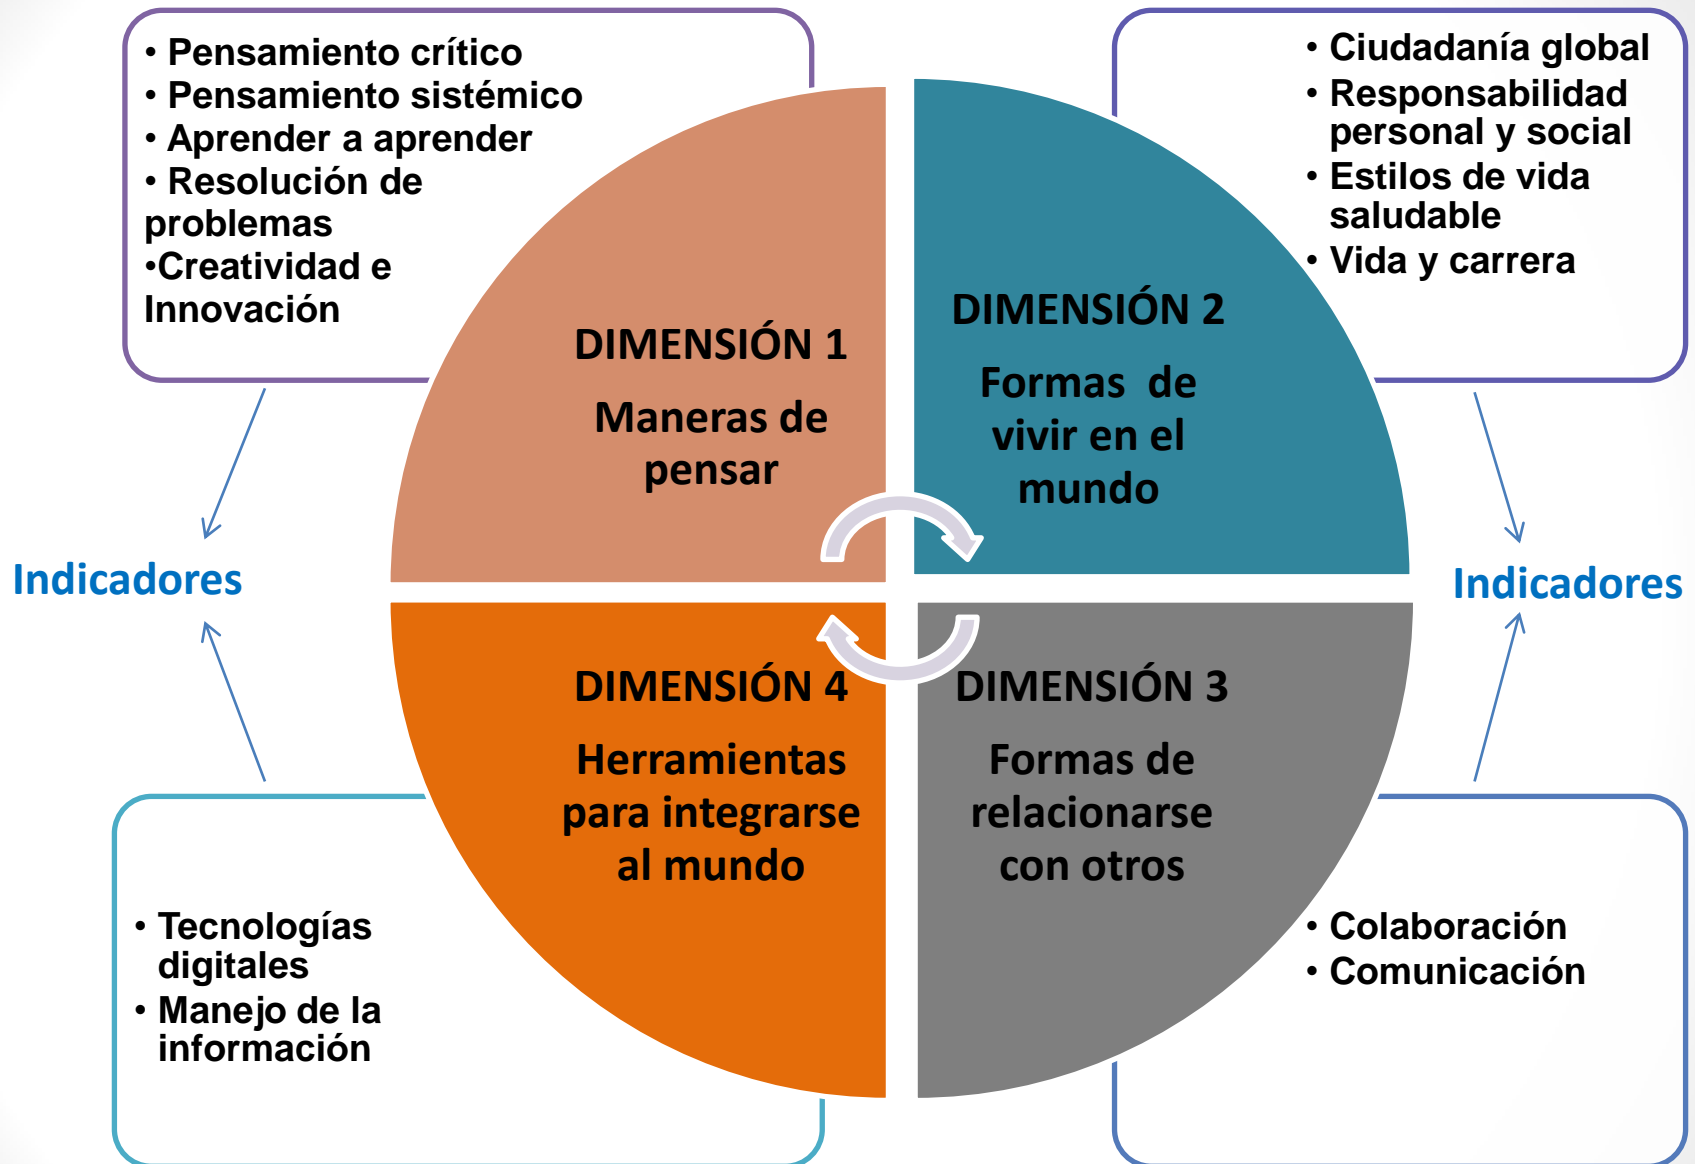 • Pensamiento crítico
• Pensamiento sistémico
• Aprender a aprender
• Resolución de
problemas
•Creatividad e
Innovación
• Ciudadanía global
• Responsabilidad
personal y social
• Estilos de vida
saludable
• Vida y carrera
DIMENSIÓN 1
Maneras de
pensar
DIMENSIÓN 2
Formas de
vivir en el
mundo
Indicadores
Indicadores
DIMENSIÓN 4
Herramientas
para integrarse
al mundo
DIMENSIÓN 3
Formas de
relacionarse
con otros
• Tecnologías
digitales
• Manejo de la
información
• Colaboración
• Comunicación